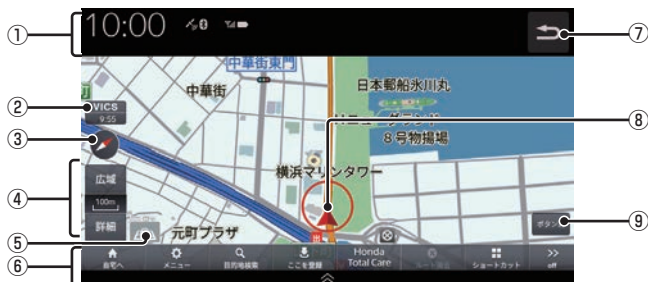 ① 10:00 ⑦
中華街東門
② VICS 中華街 日本郵船氷川丸
9:55 ⑧
③ 8号物揚場
広域 横浜マリンタワー
④ 100m
詳細 ⑨ ボタン
⑤ 元町プラザ 出
⑥ 自宅へ メニュー 目的地検索 ここを登録 Honda Total Care ショートカット off